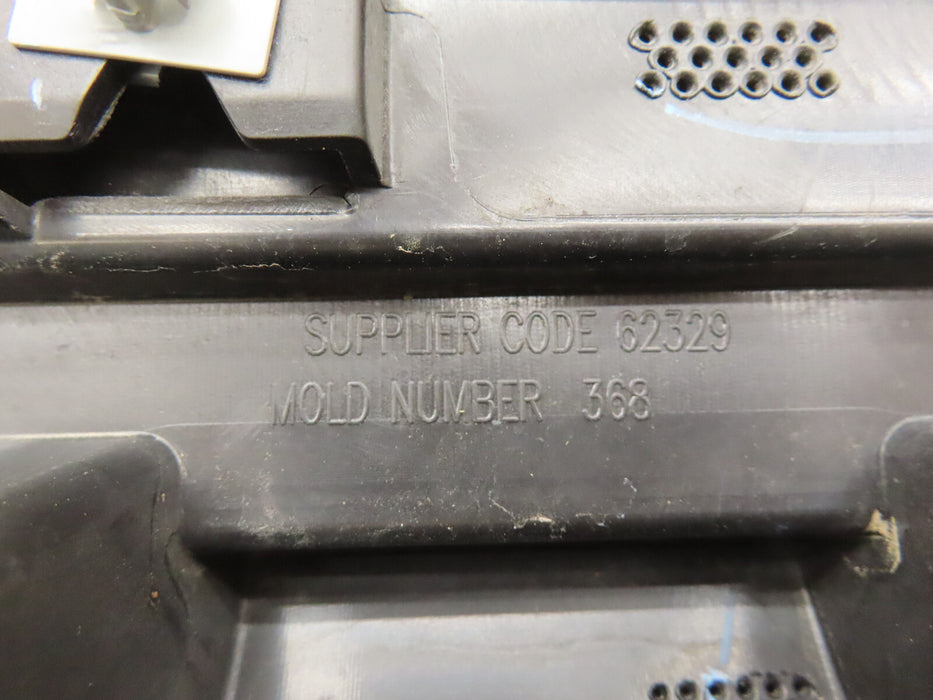 SUPPLIER CODE 62329
MOLD NUMBER 368